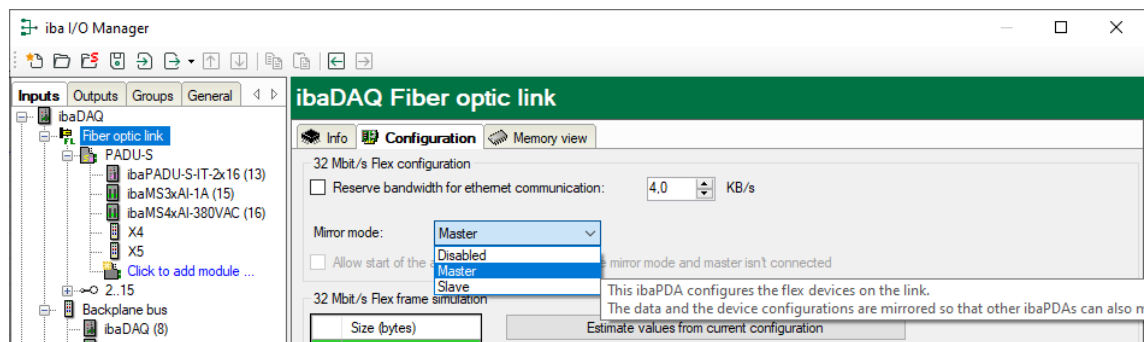 iba I/O Manager
Inputs Outputs Groups General
ibaDAQ
Fiber optic link
PADU-S
ibaPADU-S-IT-2x16 (13)
ibaMS3xAI-1A (15)
ibaMS4xAI-380VAC (16)
X4
X5
Click to add module ...
2..15
Backplane bus
ibaDAQ (8)
ibaDAQ Fiber optic link
Info Configuration Memory view
32 Mbit/s Flex configuration
Reserve bandwidth for ethernet communication: 4,0 KB/s
Mirror mode: Master
Disabled
Master
Slave
Allow start of the a mirror mode and master isn't connected
This ibaPDA configures the flex devices on the link.
The data and the device configurations are mirrored so that other ibaPDAs can also
32 Mbit/s Flex frame simulation
Size (bytes) Estimate values from current configuration